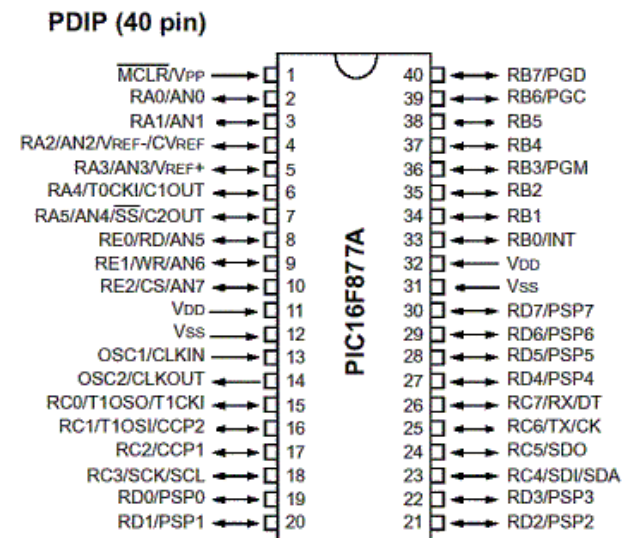 PDIP (40 pin)
MCLR/VPP 1 40 RB7/PGD
RA0/AN0 2 39 RB6/PGC
RA1/AN1 3 38 RB5
RA2/AN2/VREF-/CVREF 4 37 RB4
RA3/AN3/VREF+ 5 36 RB3/PGM
RA4/T0CKI/C1OUT 6 35 RB2
RA5/AN4/SS/C2OUT 7 34 RB1
RE0/RD/AN5 8 33 RB0/INT
RE1/WR/AN6 9 32 VDD
RE2/CS/AN7 10 31 VSS
VDD 11 30 RD7/PSP7
VSS 12 29 RD6/PSP6
OSC1/CLKIN 13 28 RD5/PSP5
OSC2/CLKOUT 14 27 RD4/PSP4
RC0/T1OSO/T1CKI 15 26 RC7/RX/DT
RC1/T1OSI/CCP2 16 25 RC6/TX/CK
RC2/CCP1 17 24 RC5/SDO
RC3/SCK/SCL 18 23 RC4/SDI/SDA
RD0/PSP0 19 22 RD3/PSP3
RD1/PSP1 20 21 RD2/PSP2
PIC16F877A